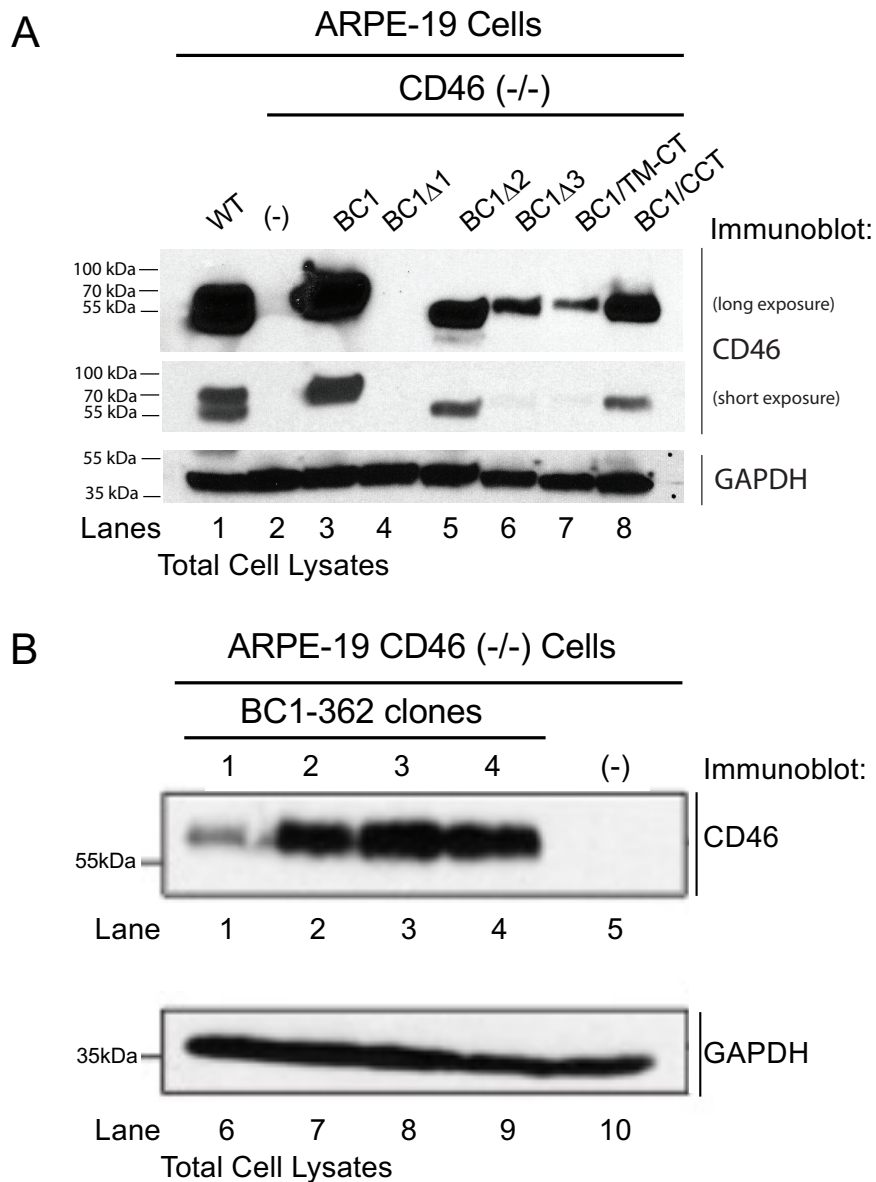 A
ARPE-19 Cells
CD46 (-/-)
WT (-) BC1 BC1Δ1 BC1Δ2 BC1Δ3 BC1/TM-CT BC1/CCT
Immunoblot:
100 kDa
70 kDa
55 kDa
(long exposure)
CD46
100 kDa
70 kDa
55 kDa
(short exposure)
55 kDa
35 kDa
GAPDH
Lanes 1 2 3 4 5 6 7 8
Total Cell Lysates
B
ARPE-19 CD46 (-/-) Cells
BC1-362 clones
1 2 3 4 (-) Immunoblot:
CD46
55kDa
Lane 1 2 3 4 5
35kDa
GAPDH
Lane 6 7 8 9 10
Total Cell Lysates